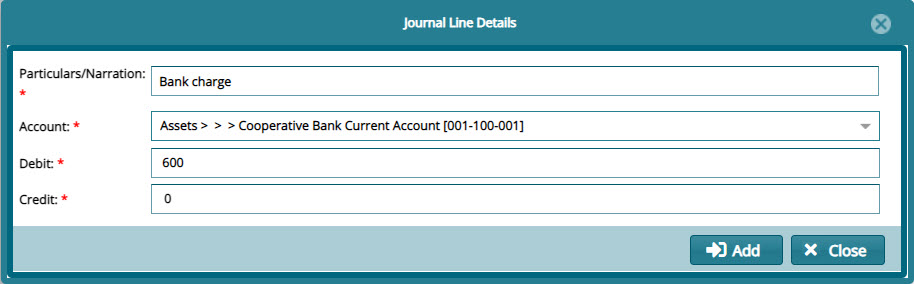 Journal Line Details
Particulars/Narration: *
Bank charge
Account: *
Assets >  >  > Cooperative Bank Current Account [001-100-001]
Debit: *
600
Credit: *
0
Add
Close